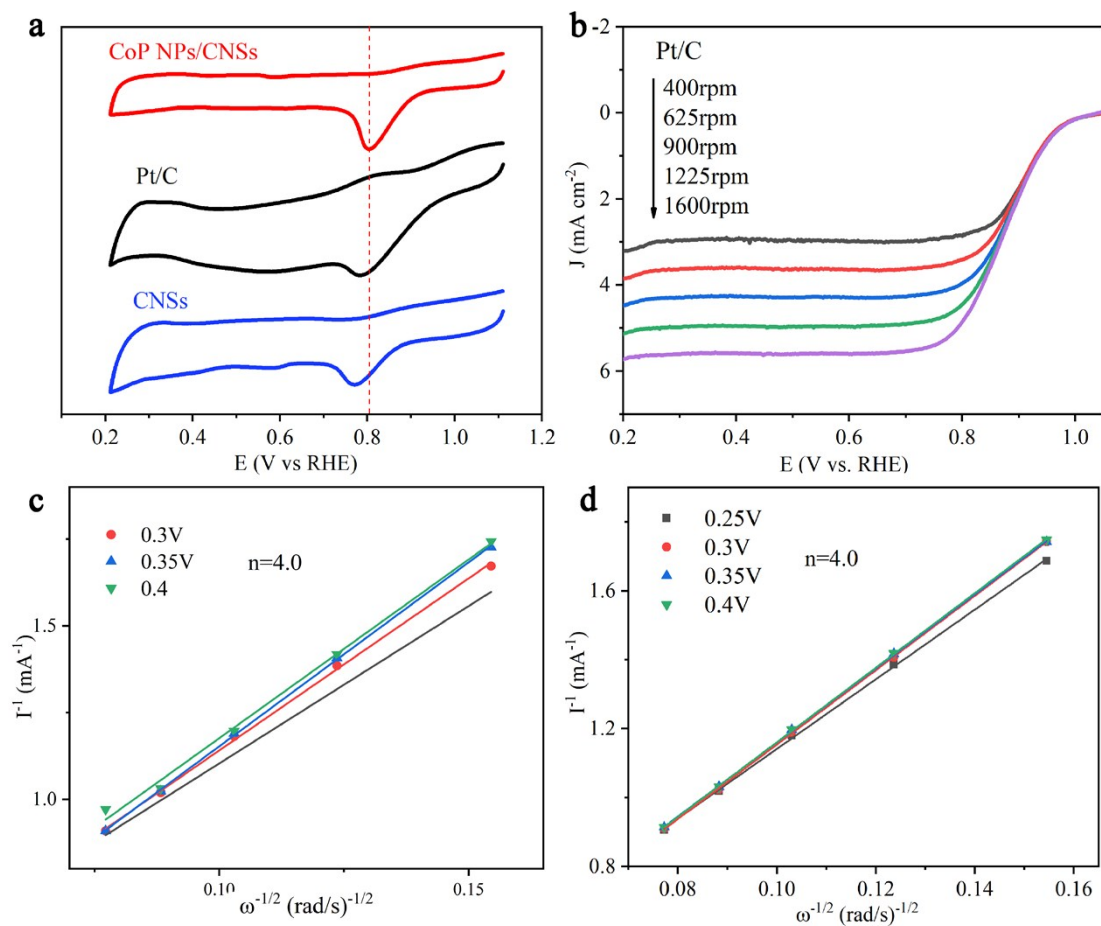 a
CoP NPs/CNSs
Pt/C
CNSs
0.2 0.4 0.6 0.8 1.0 1.2
E (V vs RHE)
b
-2
0
2
4
6
J (mA cm-2)
Pt/C
400rpm
625rpm
900rpm
1225rpm
1600rpm
0.2 0.4 0.6 0.8 1.0
E (V vs. RHE)
c
0.3V
0.35V
0.4
n=4.0
1.5
1.0
I-1 (mA-1)
0.10 0.15
ω-1/2 (rad/s)-1/2
d
0.25V
0.3V
0.35V
0.4V
n=4.0
1.6
1.2
0.8
I-1 (mA-1)
0.08 0.10 0.12 0.14 0.16
ω-1/2 (rad/s)-1/2